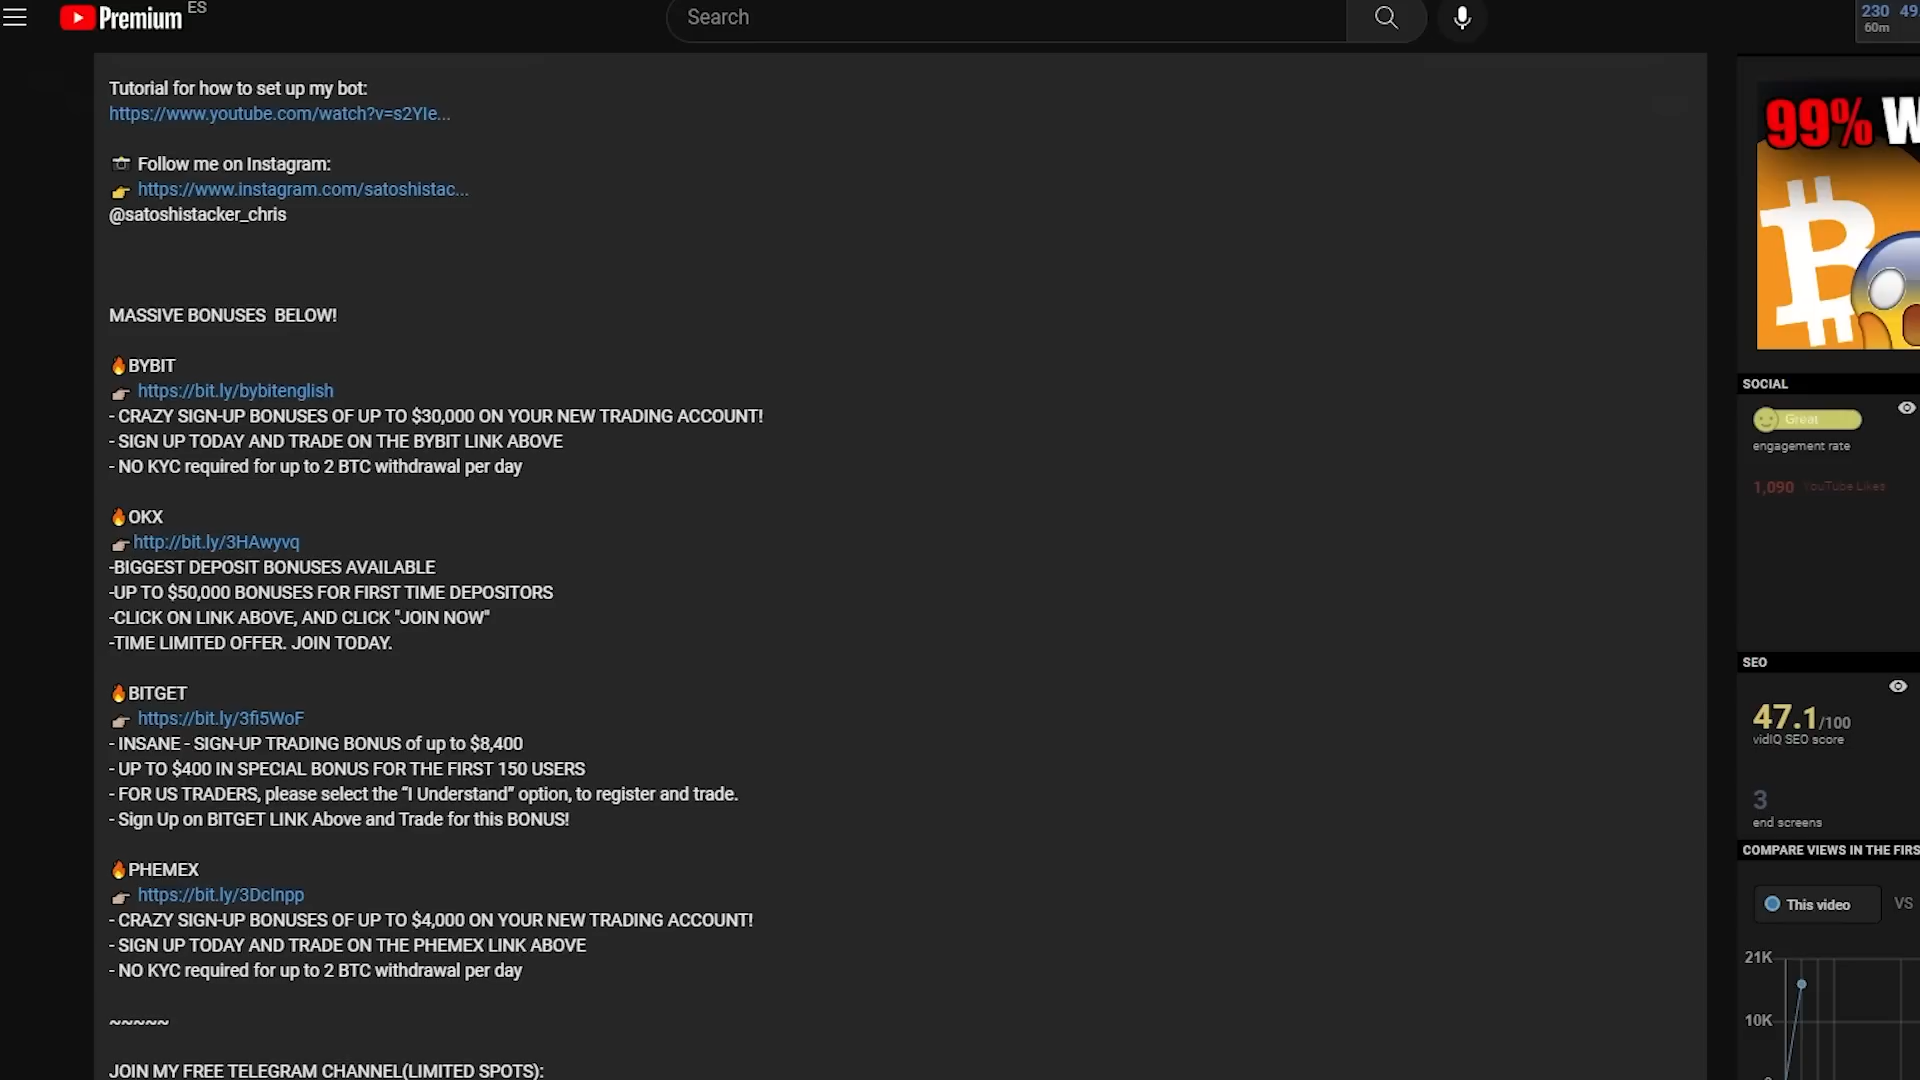 Premium ES
Search
230 49
60m
Tutorial for how to set up my bot:
https://www.youtube.com/watch?v=s2YIe...
Follow me on Instagram:
https://www.instagram.com/satoshistac...
@satoshistacker_chris
MASSIVE BONUSES  BELOW!
BYBIT
https://bit.ly/bybitenglish
- CRAZY SIGN-UP BONUSES OF UP TO $30,000 ON YOUR NEW TRADING ACCOUNT!
- SIGN UP TODAY AND TRADE ON THE BYBIT LINK ABOVE
- NO KYC required for up to 2 BTC withdrawal per day
OKX
http://bit.ly/3HAwyvq
-BIGGEST DEPOSIT BONUSES AVAILABLE
-UP TO $50,000 BONUSES FOR FIRST TIME DEPOSITORS
-CLICK ON LINK ABOVE, AND CLICK "JOIN NOW"
-TIME LIMITED OFFER. JOIN TODAY.
BITGET
https://bit.ly/3fi5WoF
- INSANE - SIGN-UP TRADING BONUS of up to $8,400
- UP TO $400 IN SPECIAL BONUS FOR THE FIRST 150 USERS
- FOR US TRADERS, please select the “I Understand” option, to register and trade.
- Sign Up on BITGET LINK Above and Trade for this BONUS!
PHEMEX
https://bit.ly/3DcInpp
- CRAZY SIGN-UP BONUSES OF UP TO $4,000 ON YOUR NEW TRADING ACCOUNT!
- SIGN UP TODAY AND TRADE ON THE PHEMEX LINK ABOVE
- NO KYC required for up to 2 BTC withdrawal per day
~~~~~
JOIN MY FREE TELEGRAM CHANNEL(LIMITED SPOTS):
99% W
SOCIAL
Great
engagement rate
1,090 YouTube Likes
SEO
47.1/100
vidIQ SEO score
3
end screens
COMPARE VIEWS IN THE FIRS
This video VS
21K
10K